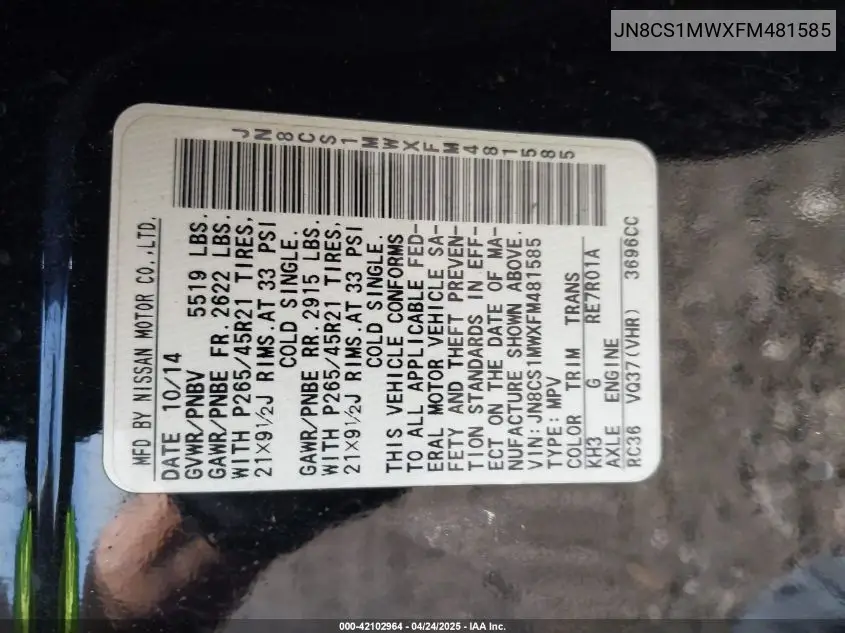 JN8CS1MWXFM481585
MFD BY NISSAN MOTOR CO.,LTD.
DATE 10/14
GVWR/PNBV 5519 LBS.
GAWR/PNBE FR. 2622 LBS.
WITH P265/45R21 TIRES,
21X9½J RIMS.AT 33 PSI
COLD SINGLE.
GAWR/PNBE RR. 2915 LBS.
WITH P265/45R21 TIRES,
21X9½J RIMS.AT 33 PSI
COLD SINGLE.
THIS VEHICLE CONFORMS
TO ALL APPLICABLE FED-
ERAL MOTOR VEHICLE SA-
FETY AND THEFT PREVEN-
TION STANDARDS IN EFF-
ECT ON THE DATE OF MA-
NUFACTURE SHOWN ABOVE.
VIN: JN8CS1MWXFM481585
TYPE: MPV
COLOR TRIM TRANS
KH3 G RE7R01A
AXLE ENGINE
RC36 VQ37(VHR) 3696CC
JN8CS1MWXFM481585
000-42102964 - 04/24/2025 - IAA Inc.